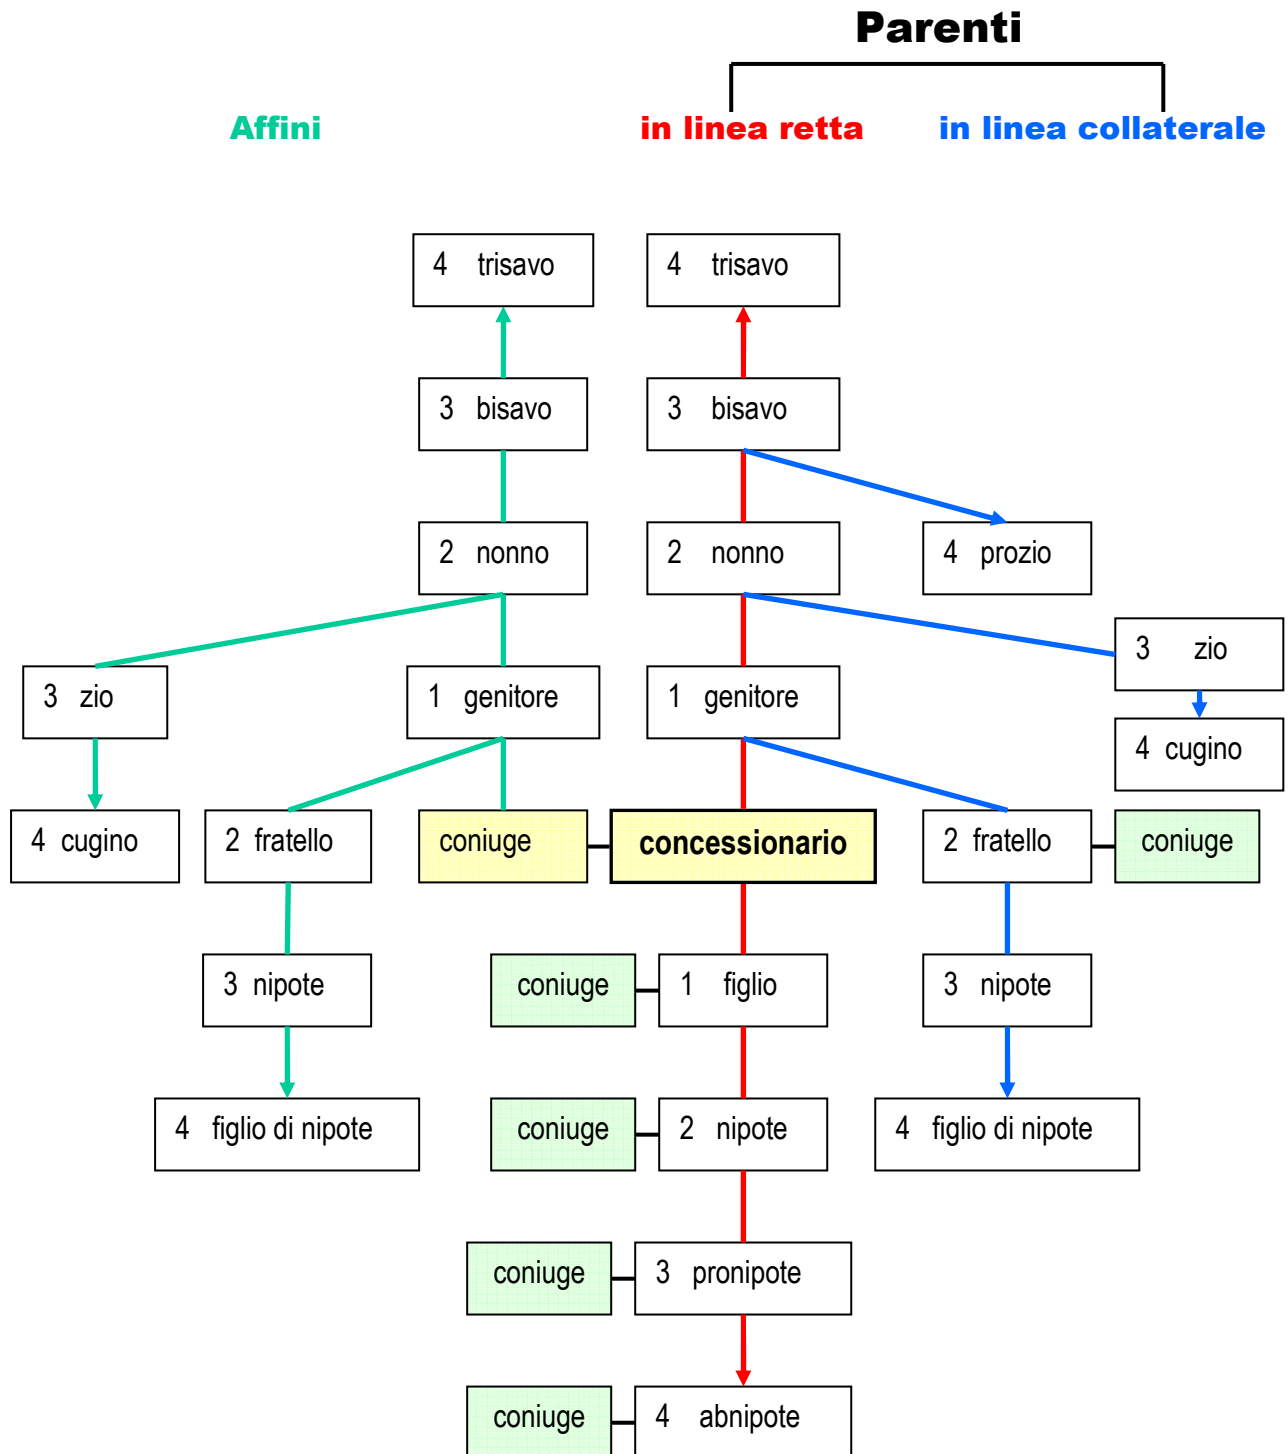 Parenti
Affini in linea retta in linea collaterale
4 trisavo 4 trisavo
3 bisavo 3 bisavo
2 nonno 2 nonno 4 prozio
3 zio
3 zio 1 genitore 1 genitore
4 cugino
4 cugino 2 fratello coniuge concessionario 2 fratello coniuge
3 nipote coniuge 1 figlio 3 nipote
4 figlio di nipote coniuge 2 nipote 4 figlio di nipote
coniuge 3 pronipote
coniuge 4 abnipote